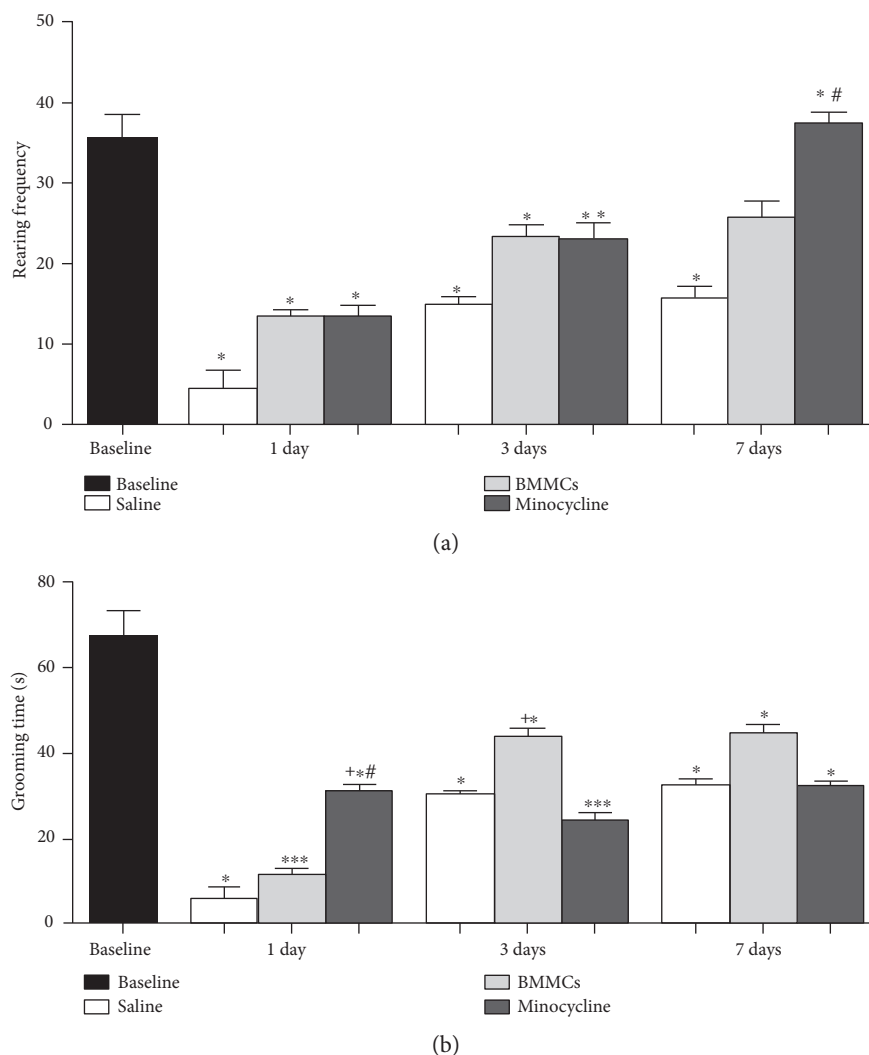 50
40
30
20
10
0
Rearing frequency
*
*
*
*
*
* *
*
* #
Baseline
1 day
3 days
7 days
Baseline
BMMCs
Saline
Minocycline
(a)
80
60
40
20
0
Grooming time (s)
*
***
+*#
*
+*
***
*
*
*
Baseline
1 day
3 days
7 days
Baseline
BMMCs
Saline
Minocycline
(b)